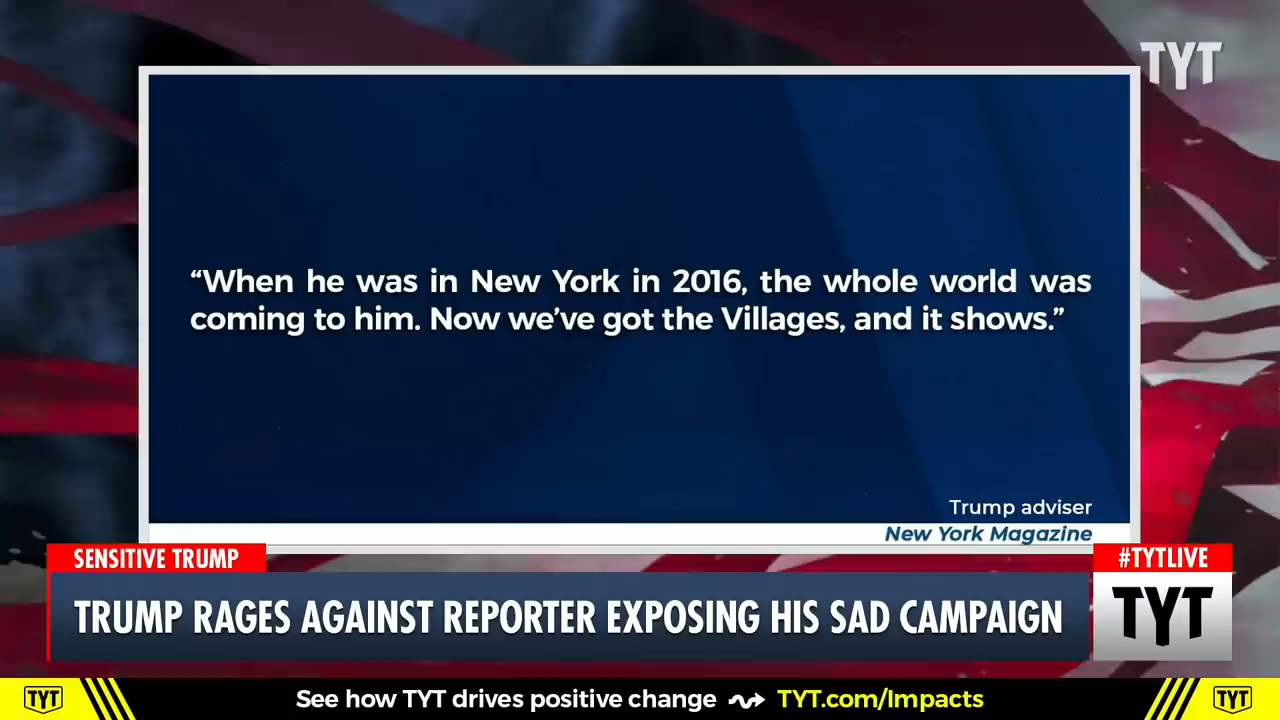 TYT
“When he was in New York in 2016, the whole world was
coming to him. Now we’ve got the Villages, and it shows.”
Trump adviser
New York Magazine
SENSITIVE TRUMP
#TYTLIVE
TRUMP RAGES AGAINST REPORTER EXPOSING HIS SAD CAMPAIGN
TYT
TYT
See how TYT drives positive change
TYT.com/Impacts
TYT